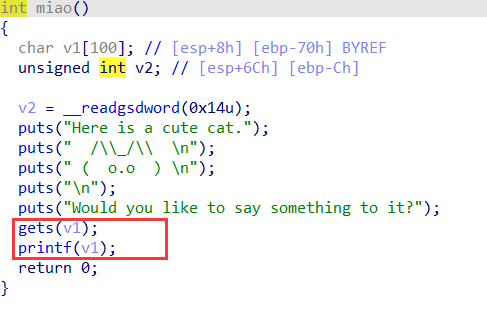 int miao()
{
char v1[100]; // [esp+8h] [ebp-70h] BYREF
unsigned int v2; // [esp+6Ch] [ebp-Ch]
v2 = __readgsdword(0x14u);
puts("Here is a cute cat.");
puts("  /\\_/\\  \n");
puts(" (  o.o  ) \n");
puts("\n");
puts("Would you like to say something to it?");
gets(v1);
printf(v1);
return 0;
}